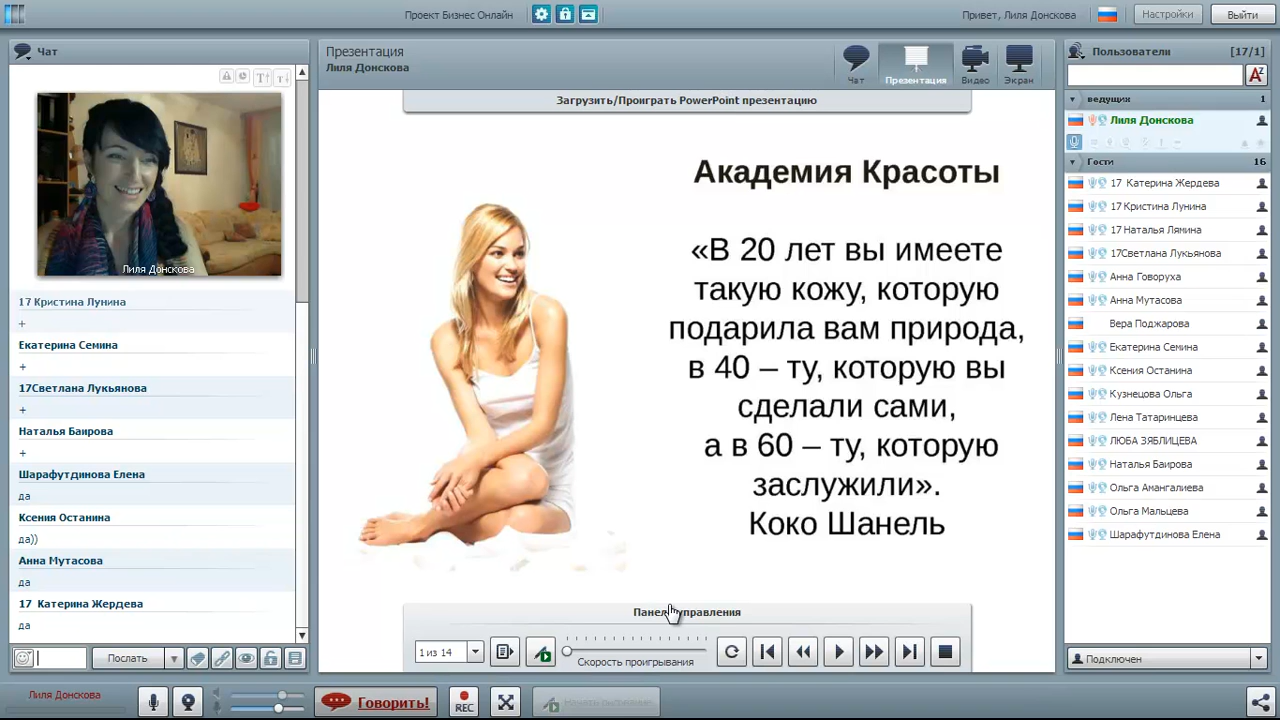 Проект Бизнес Онлайн
Привет, Лиля Донскова
Настройки
Выйти
Чат
Лиля Донскова
17 Кристина Лунина
+
Екатерина Семина
+
17Светлана Лукьянова
+
Наталья Баирова
+
Шарафутдинова Елена
да
Ксения Останина
да))
Анна Мутасова
да
17 Катерина Жердева
да
Послать
Презентация
Лиля Донскова
Чат
Презентация
Видео
Экран
Загрузить/Проиграть PowerPoint презентацию
Академия Красоты
«В 20 лет вы имеете
такую кожу, которую
подарила вам природа,
в 40 – ту, которую вы
сделали сами,
а в 60 – ту, которую
заслужили».
Коко Шанель
управления
1 из 14
Скорость проигрывания
Пользователи
[17/1]
ведущия 1
Лиля Донскова
Гости 16
17 Катерина Жердева
17 Кристина Лунина
17 Наталья Лямина
17Светлана Лукьянова
Анна Говоруха
Анна Мутасова
Вера Поджарова
Екатерина Семина
Ксения Останина
Кузнецова Ольга
Лена Татаринцева
ЛЮБА ЗЯБЛИЦЕВА
Наталья Баирова
Ольга Амангалиева
Ольга Мальцева
Шарафутдинова Елена
Подключен
Лиля Донскова
Говорить!
REC